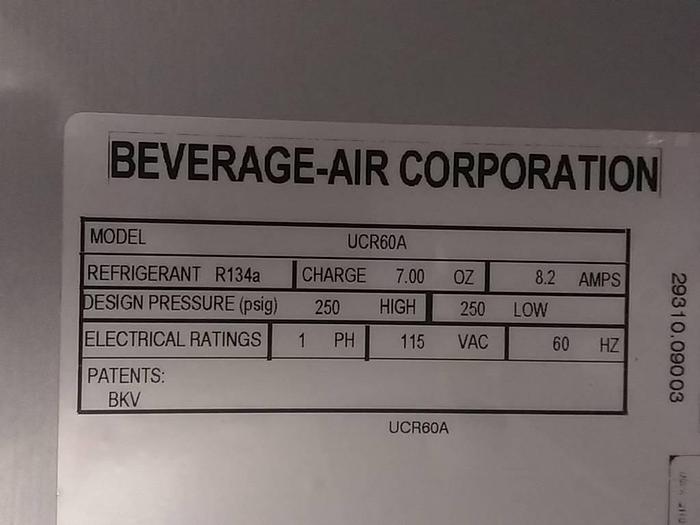 BEVERAGE-AIR CORPORATION
MODEL UCR60A
REFRIGERANT R134a CHARGE 7.00 OZ 8.2 AMPS
DESIGN PRESSURE (psig) 250 HIGH 250 LOW
ELECTRICAL RATINGS 1 PH 115 VAC 60 HZ
PATENTS:
BKV
UCR60A
29310.09003